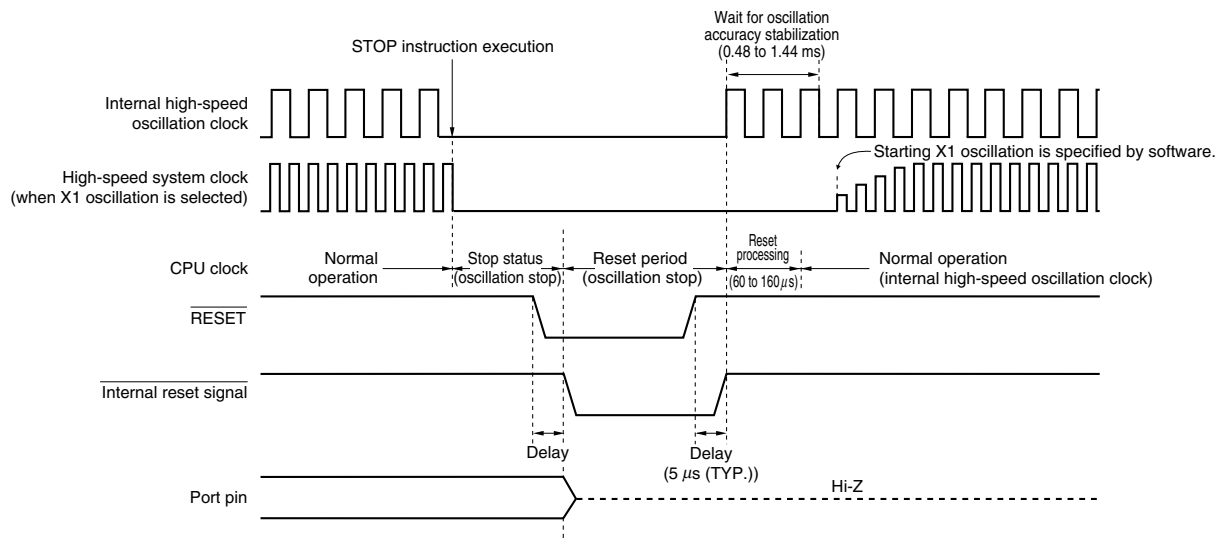 Wait for oscillation
accuracy stabilization
(0.48 to 1.44 ms)
STOP instruction execution
Internal high-speed
oscillation clock
Starting X1 oscillation is specified by software.
High-speed system clock
(when X1 oscillation is selected)
CPU clock
Normal
operation
Stop status
(oscillation stop)
Reset period
(oscillation stop)
Reset
processing
(60 to 160 μs)
Normal operation
(internal high-speed oscillation clock)
RESET
Internal reset signal
Delay
Delay
(5 μs (TYP.))
Port pin
Hi-Z